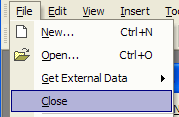 File Edit View Insert
New... Ctrl+N
Open... Ctrl+O
Get External Data
Close